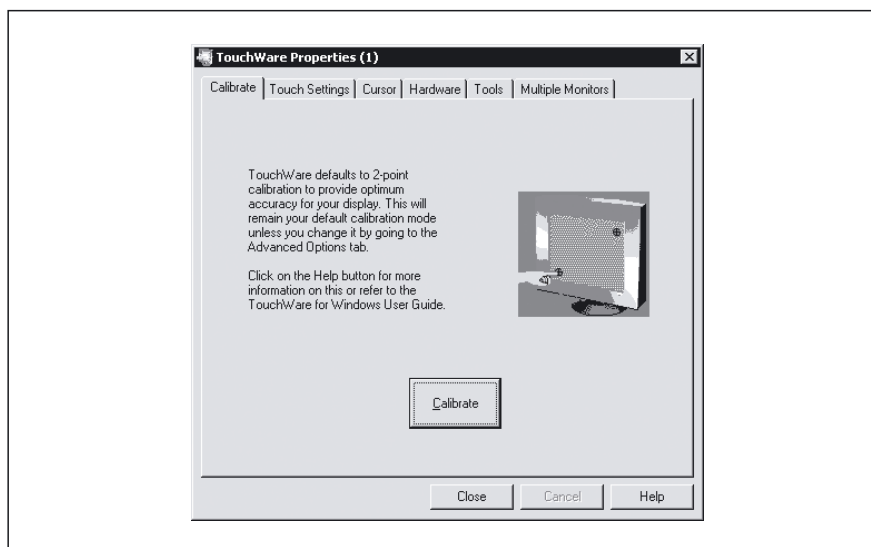 TouchWare Properties (1)
Calibrate
Touch Settings
Cursor
Hardware
Tools
Multiple Monitors
TouchWare defaults to 2-point
calibration to provide optimum
accuracy for your display. This will
remain your default calibration mode
unless you change it by going to the
Advanced Options tab.
Click on the Help button for more
information on this or refer to the
TouchWare for Windows User Guide.
Calibrate
Close
Cancel
Help